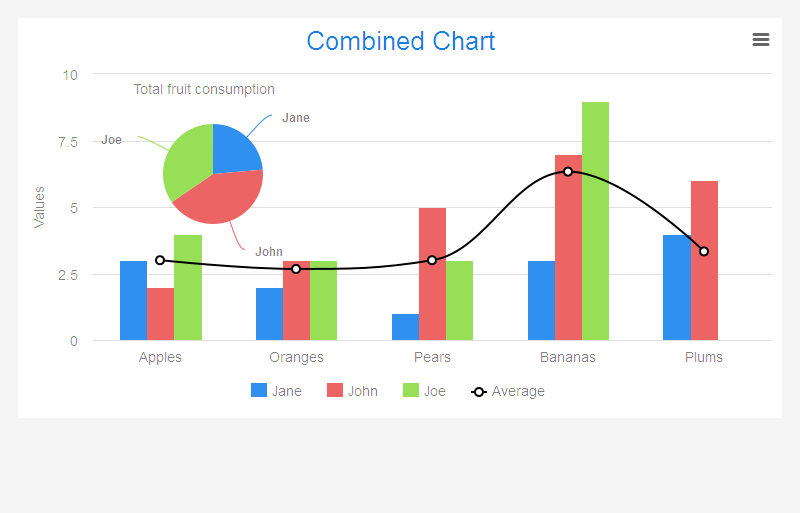 Combined Chart
Total fruit consumption
Jane
Joe
John
Values
10
7.5
5
2.5
0
Apples
Oranges
Pears
Bananas
Plums
Jane
John
Joe
Average